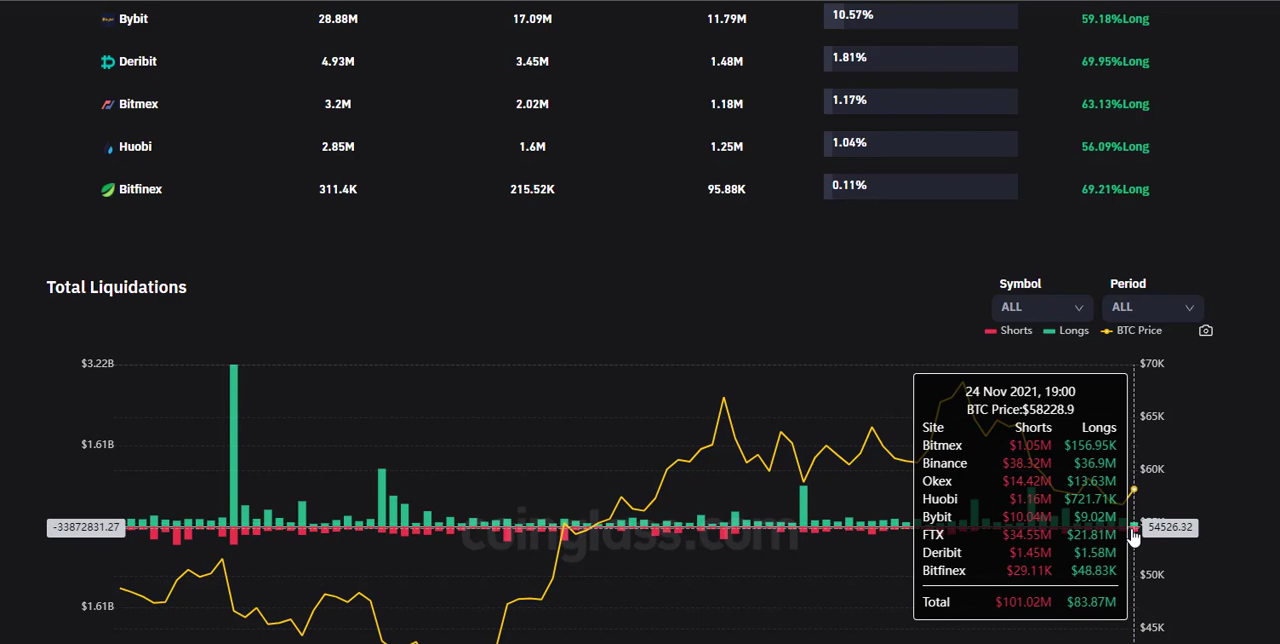 Bybit 28.88M 17.09M 11.79M 10.57% 59.18%Long
Deribit 4.93M 3.45M 1.48M 1.81% 69.95%Long
Bitmex 3.2M 2.02M 1.18M 1.17% 63.13%Long
Huobi 2.85M 1.6M 1.25M 1.04% 56.09%Long
Bitfinex 311.4K 215.52K 95.88K 0.11% 69.21%Long
Total Liquidations
Symbol Period
ALL ALL
Shorts Longs BTC Price
$3.22B $70K
24 Nov 2021, 19:00
BTC Price:$58228.9
$65K
Site Shorts Longs
$1.61B
Bitmex $1.05M $156.95K
Binance $38.32M $36.9M
$60K
Okex $14.42M $13.63M
Huobi $1.16M $721.71K
Bybit $10.04M $9.02M
-33872831.27 54526.32
FTX $34.55M $21.81M
coinglass.com
Deribit $1.45M $1.58M
Bitfinex $29.11K $48.83K
$50K
Total $101.02M $83.87M
$1.61B
$45K